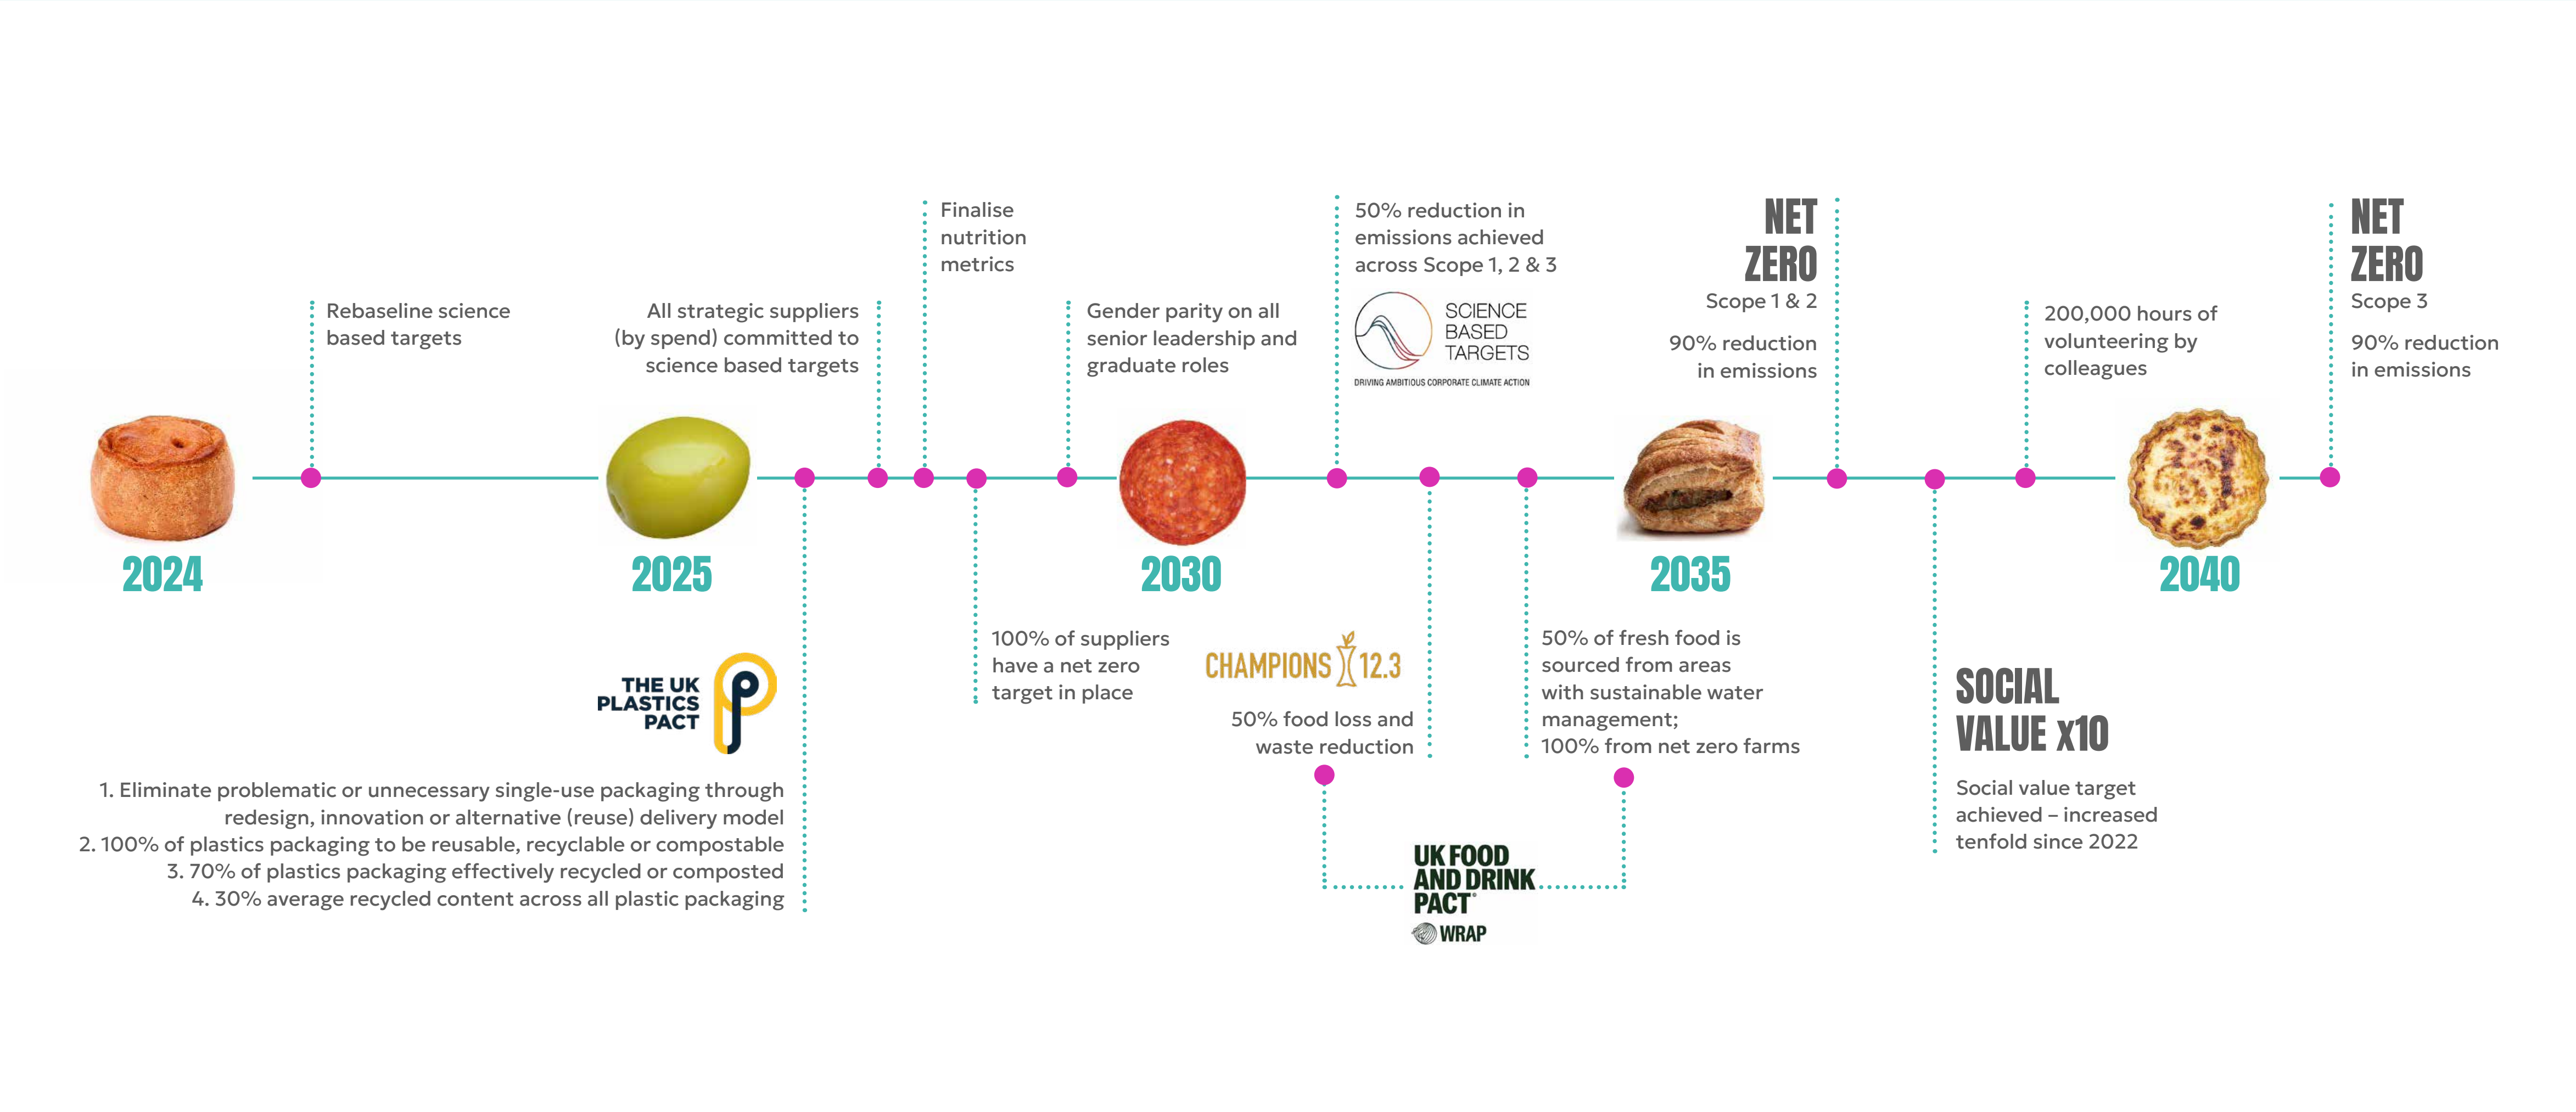 Rebaseline science
based targets
All strategic suppliers
(by spend) committed to
science based targets
Finalise
nutrition
metrics
Gender parity on all
senior leadership and
graduate roles
50% reduction in
emissions achieved
across Scope 1, 2 & 3
SCIENCE
BASED
TARGETS
DRIVING AMBITIOUS CORPORATE CLIMATE ACTION
NET
ZERO
Scope 1 & 2
90% reduction
in emissions
200,000 hours of
volunteering by
colleagues
NET
ZERO
Scope 3
90% reduction
in emissions
2024
2025
2030
2035
2040
THE UK
PLASTICS
PACT
1. Eliminate problematic or unnecessary single-use packaging through
redesign, innovation or alternative (reuse) delivery model
2. 100% of plastics packaging to be reusable, recyclable or compostable
3. 70% of plastics packaging effectively recycled or composted
4. 30% average recycled content across all plastic packaging
100% of suppliers
have a net zero
target in place
CHAMPIONS 12.3
50% food loss and
waste reduction
50% of fresh food is
sourced from areas
with sustainable water
management;
100% from net zero farms
UK FOOD
AND DRINK
PACT
WRAP
SOCIAL
VALUE x10
Social value target
achieved – increased
tenfold since 2022